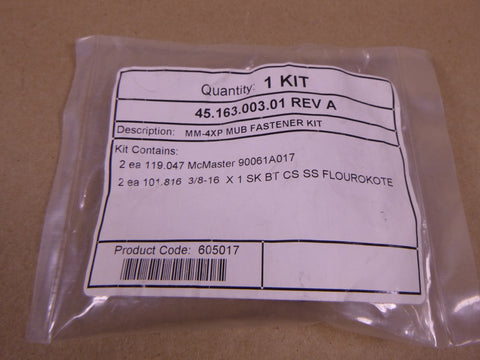 Quantity: 1 KIT
45.163.003.01 REV A
Description: MM-4XP MUB FASTENER KIT
Kit Contains:
2 ea 119.047 McMaster 90061A017
2 ea 101.816 3/8-16 X 1 SK BT CS SS FLOUROKOTE
Product Code: 605017